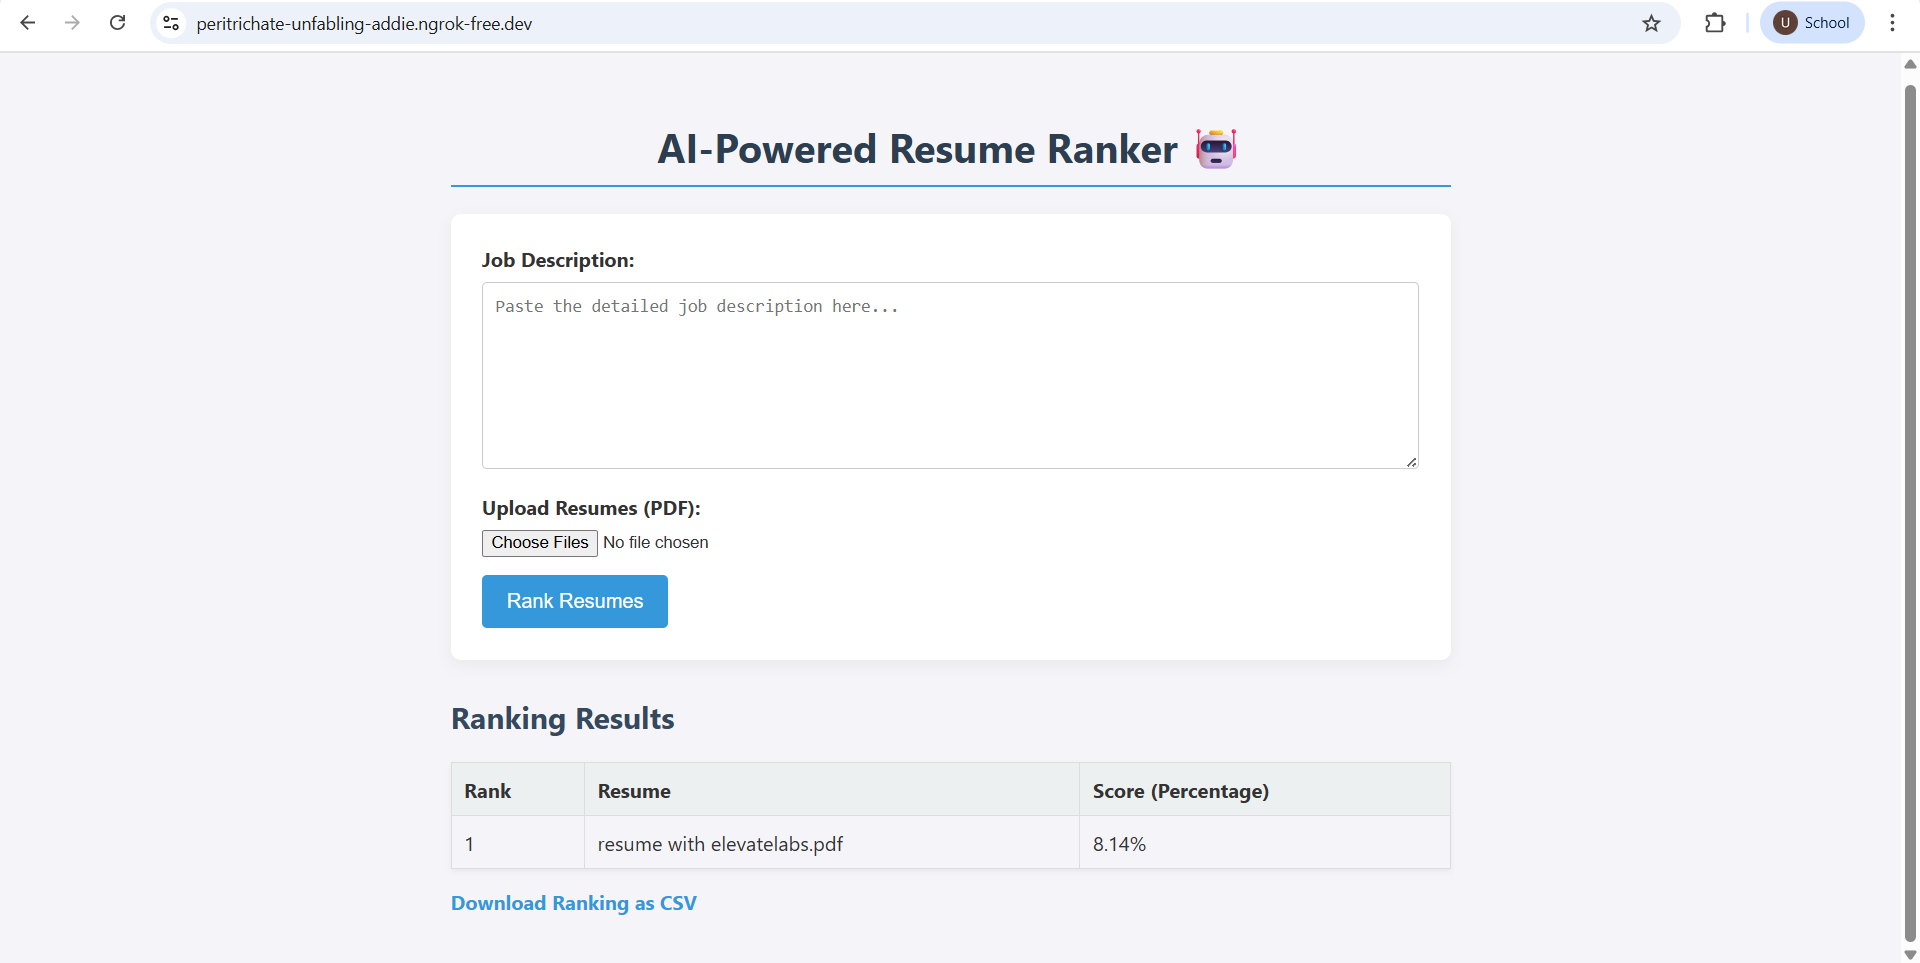 peritrichate-unfabling-addie.ngrok-free.dev
U School
AI-Powered Resume Ranker
Job Description:
Paste the detailed job description here...
Upload Resumes (PDF):
Choose Files No file chosen
Rank Resumes
Ranking Results
Rank Resume Score (Percentage)
1 resume with elevatelabs.pdf 8.14%
Download Ranking as CSV